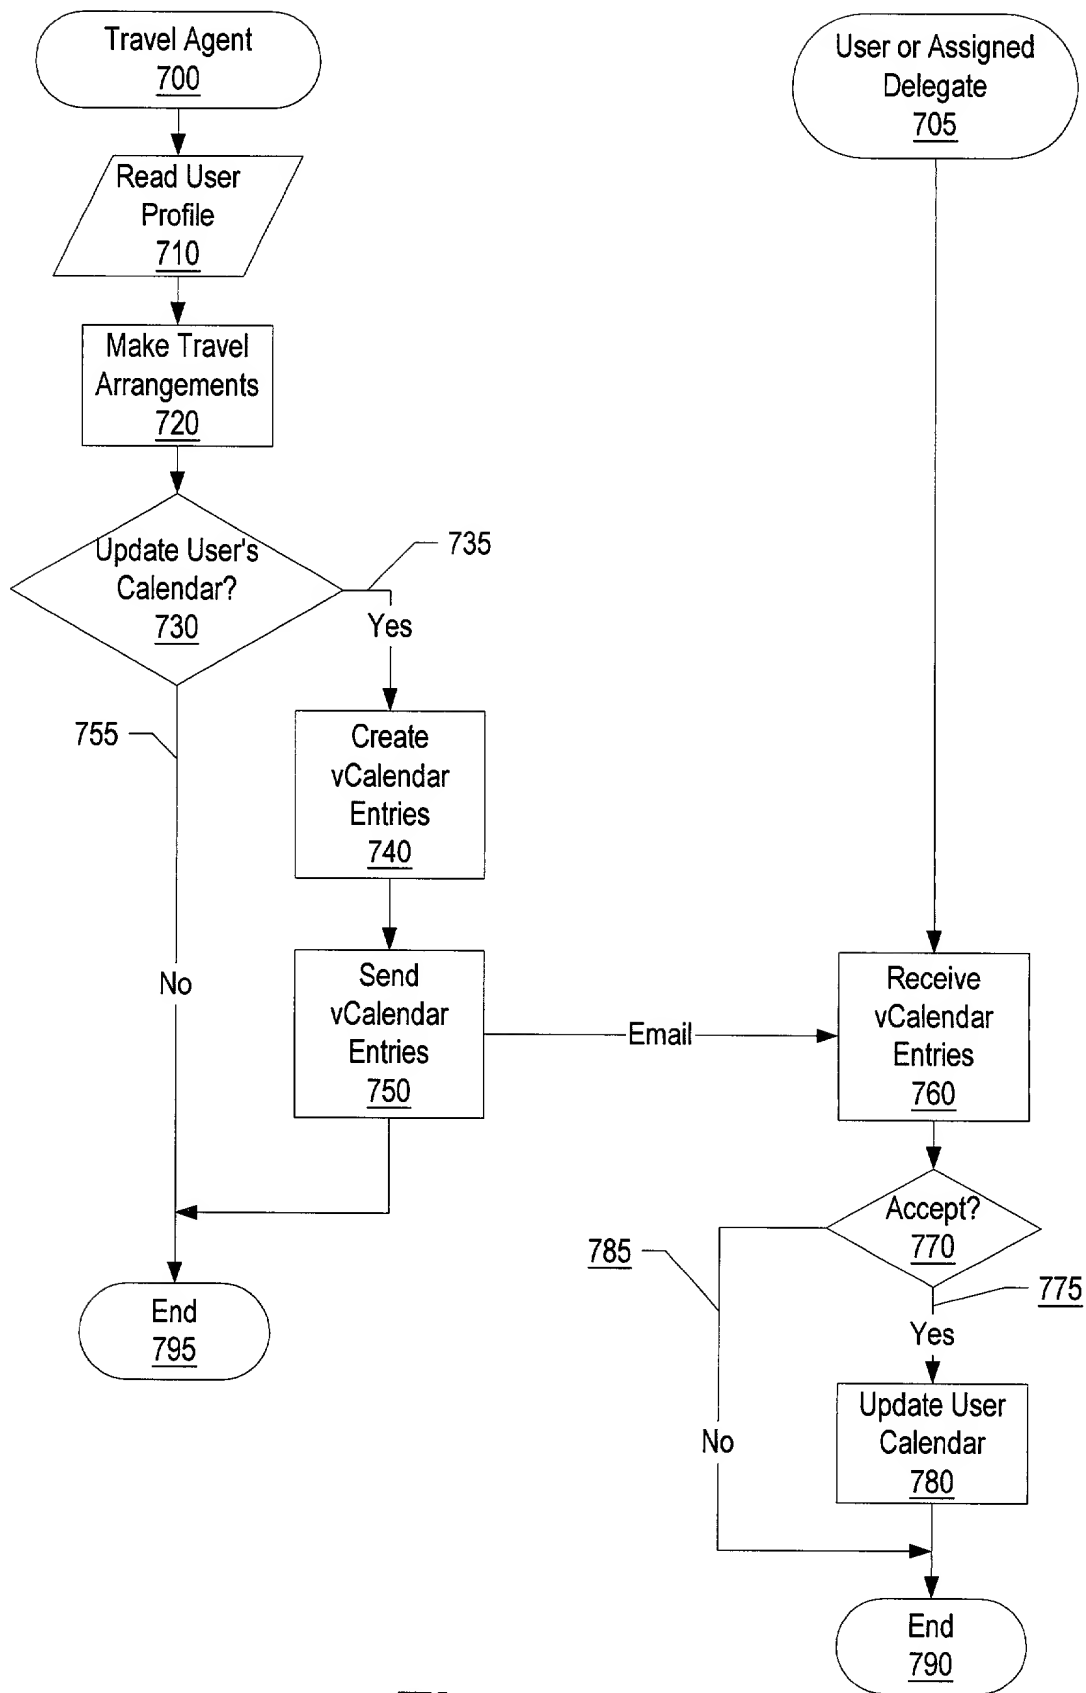 Travel Agent
700
Read User
Profile
710
Make Travel
Arrangements
720
Update User's
Calendar?
730
735
Yes
755
Create
vCalendar
Entries
740
No
Send
vCalendar
Entries
750
Email
End
795
User or Assigned
Delegate
705
Receive
vCalendar
Entries
760
Accept?
770
785
775
Yes
No
Update User
Calendar
780
End
790